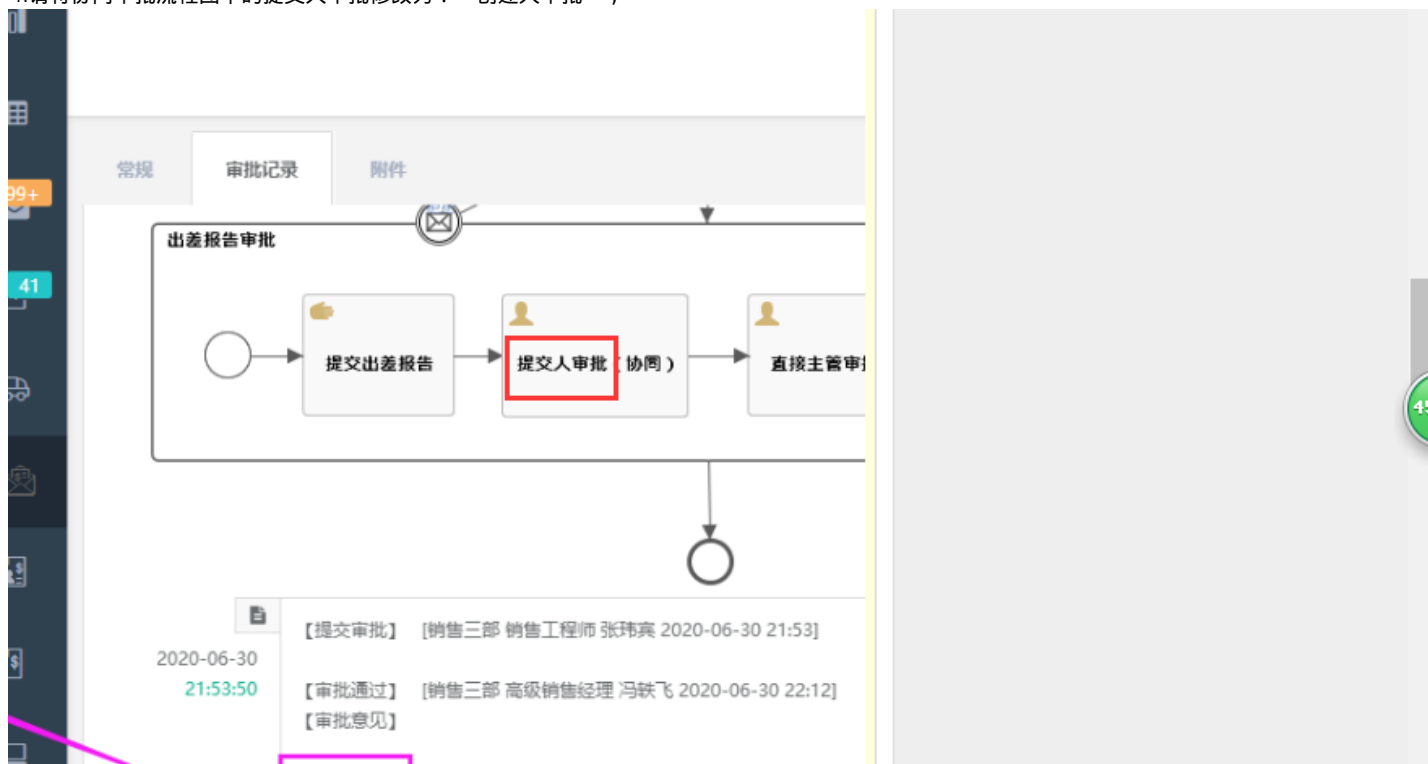 常规 审批记录 附件
99+
出差报告审批
41
提交出差报告 提交人审批（协同） 直接主管审
45
【提交审批】 [销售三部 销售工程师 张玮宾 2020-06-30 21:53]
2020-06-30
21:53:50 【审批通过】 [销售三部 高级销售经理 冯轶飞 2020-06-30 22:12]
【审批意见】